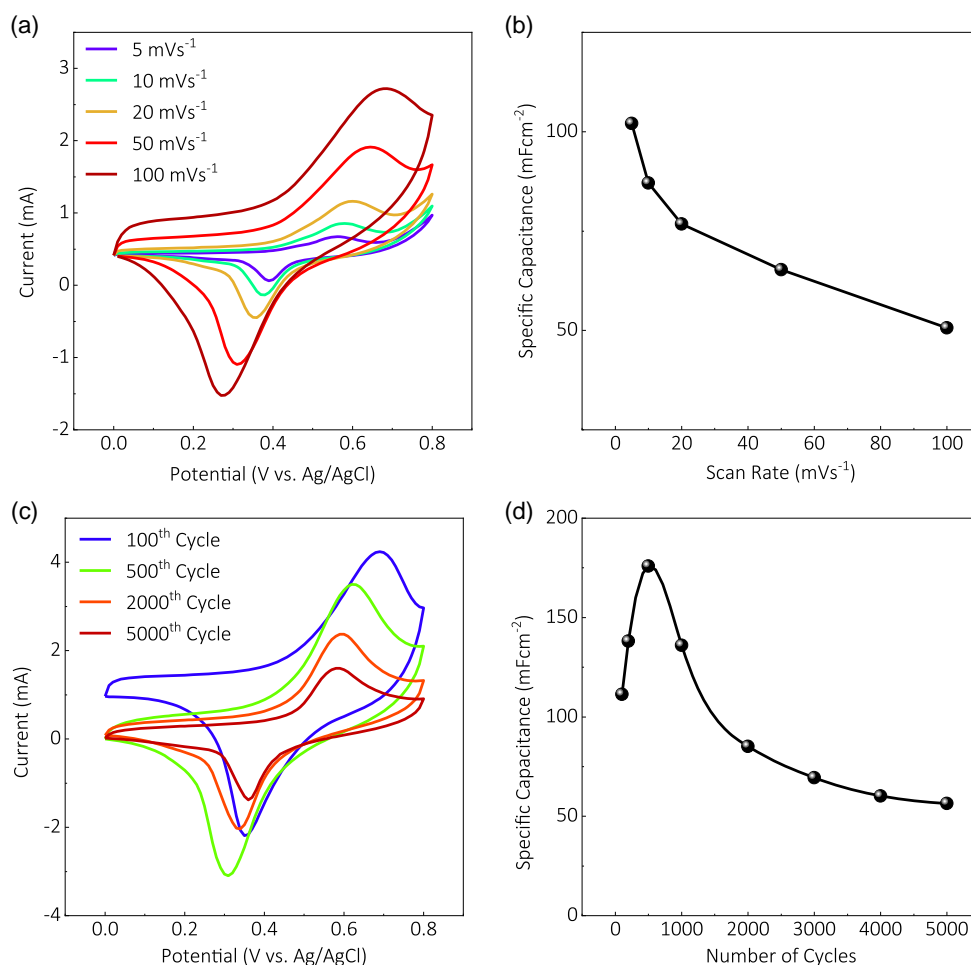 (a)
5 mVs⁻¹
10 mVs⁻¹
20 mVs⁻¹
50 mVs⁻¹
100 mVs⁻¹
3
2
1
0
-1
-2
Current (mA)
0.0 0.2 0.4 0.6 0.8
Potential (V vs. Ag/AgCl)
(b)
100
50
Specific Capacitance (mFcm⁻²)
0 20 40 60 80 100
Scan Rate (mVs⁻¹)
(c)
100ᵗʰ Cycle
500ᵗʰ Cycle
2000ᵗʰ Cycle
5000ᵗʰ Cycle
4
2
0
-2
-4
Current (mA)
0.0 0.2 0.4 0.6 0.8
Potential (V vs. Ag/AgCl)
(d)
200
150
100
50
0
Specific Capacitance (mFcm⁻²)
0 1000 2000 3000 4000 5000
Number of Cycles